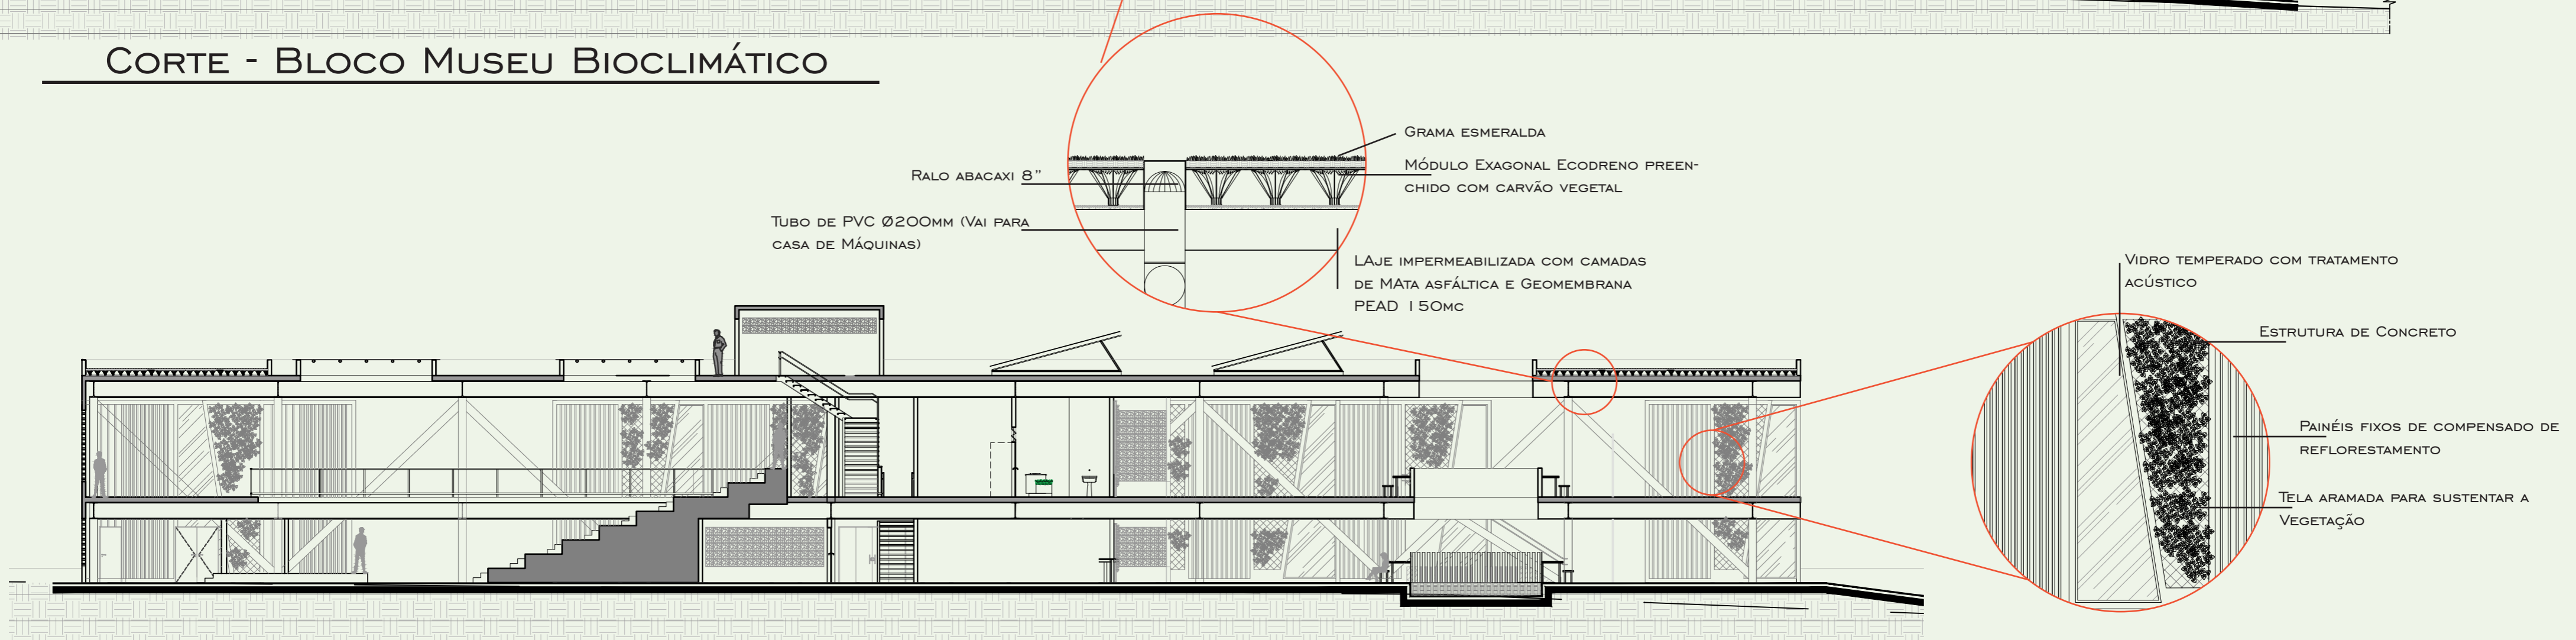 Corte - Bloco Museu Bioclimático
Grama esmeralda
Módulo Exagonal Ecodreno preen-
chido com carvão vegetal
Ralo abacaxi 8"
Tubo de PVC Ø200mm (Vai para
casa de Máquinas)
LAje impermeabilizada com camadas
de MAta asfáltica e Geomembrana
PEAD 150mc
Vidro temperado com tratamento
acústico
Estrutura de Concreto
Painéis fixos de compensado de
reflorestamento
Tela aramada para sustentar a
Vegetação